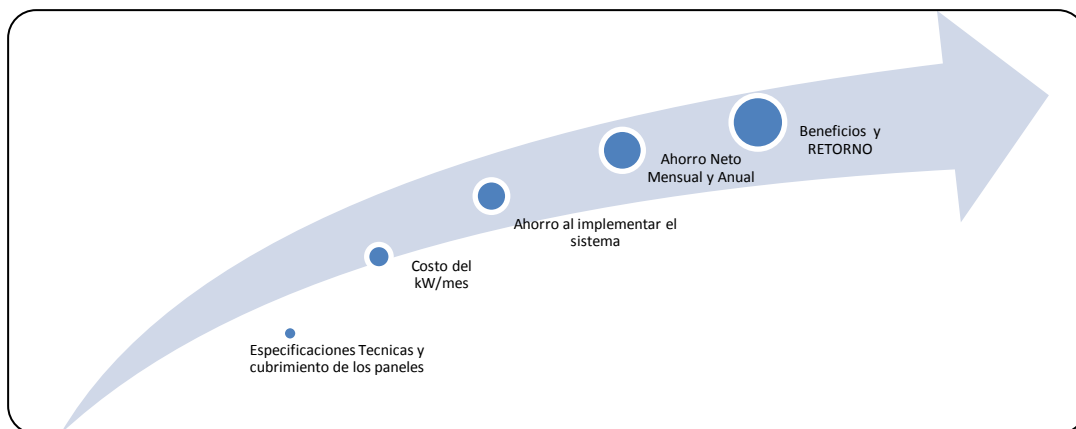 Beneficios y
RETORNO
Ahorro Neto
Mensual y Anual
Ahorro al implementar el
sistema
Costo del
kW/mes
Especificaciones Tecnicas y
cubrimiento de los paneles